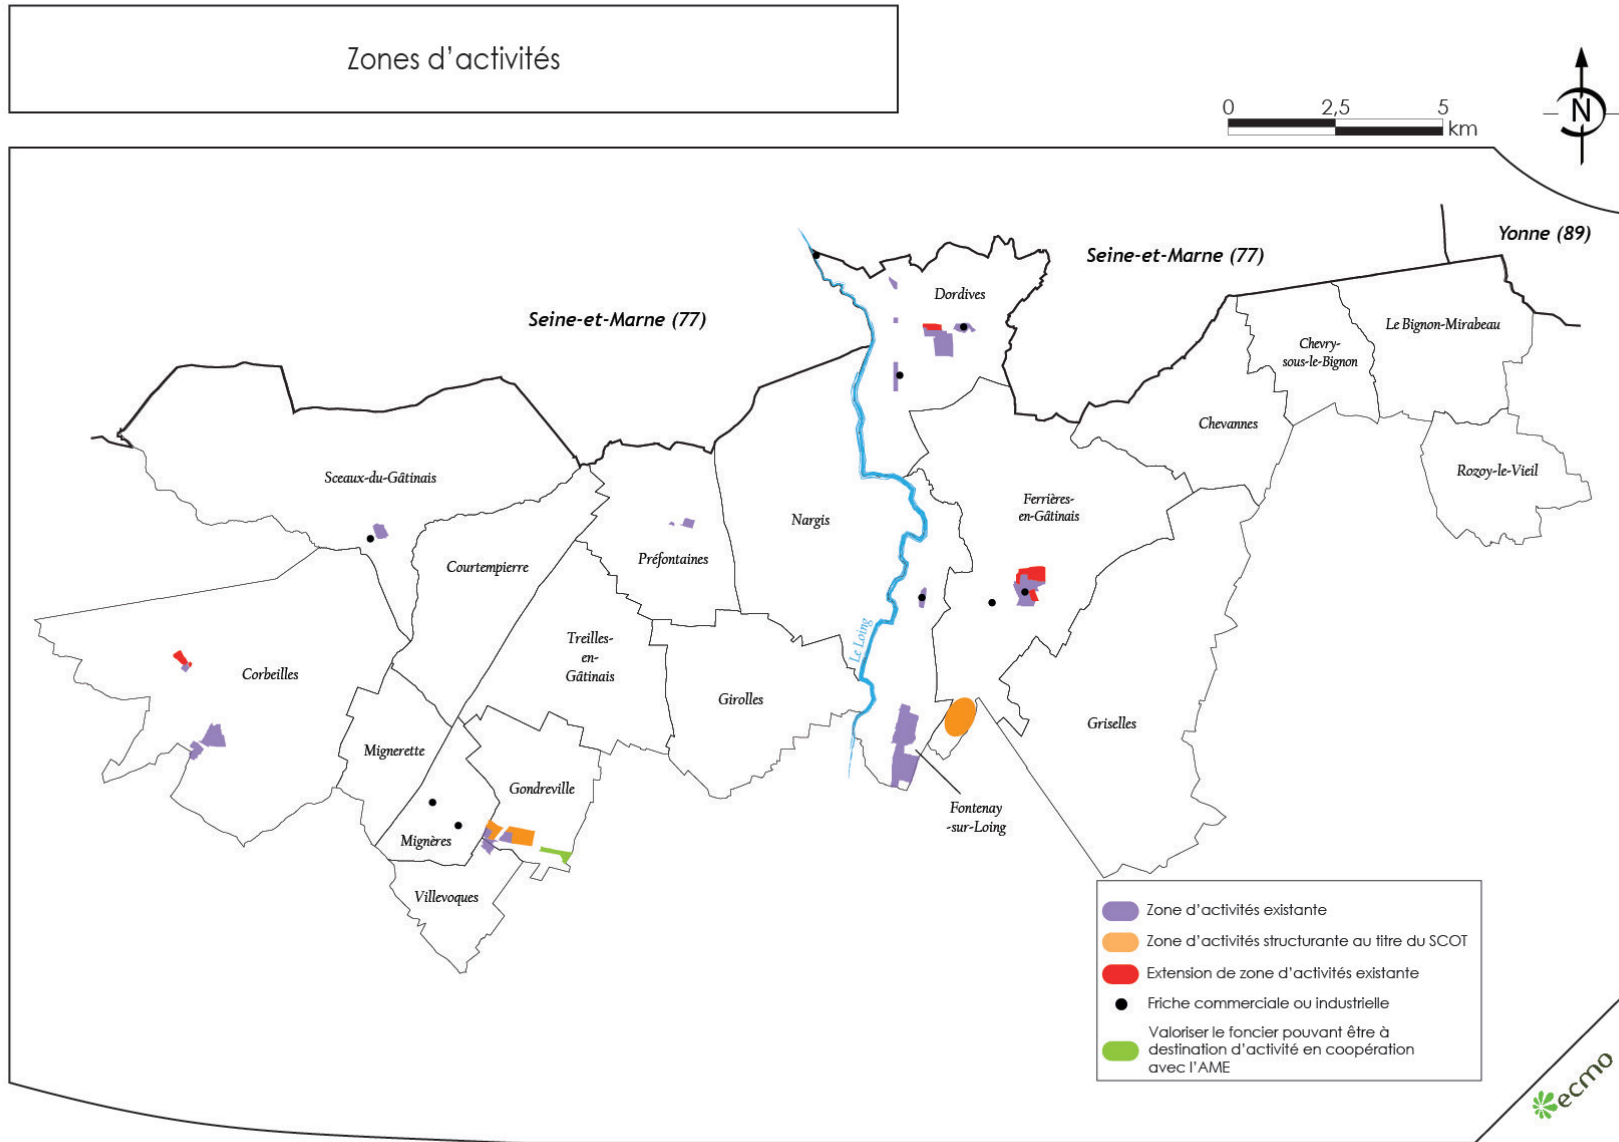 Zones d'activités
0 2,5 5
km
N
Yonne (89)
Seine-et-Marne (77)
Seine-et-Marne (77)
Dordives
Le Bignon-Mirabeau
Chevry-
sous-le-Bignon
Chevannes
Rozoy-le-Vieil
Sceaux-du-Gâtinais
Ferrières-
en-Gâtinais
Nargis
Préfontaines
Courtempierre
Le Loing
Treilles-
en-
Gâtinais
Corbeilles
Girolles
Griselles
Mignerette
Gondreville
Fontenay
-sur-Loing
Mignères
Villevoques
Zone d'activités existante
Zone d'activités structurante au titre du SCOT
Extension de zone d'activités existante
Friche commerciale ou industrielle
Valoriser le foncier pouvant être à
destination d'activité en coopération
avec l'AME
ecmo